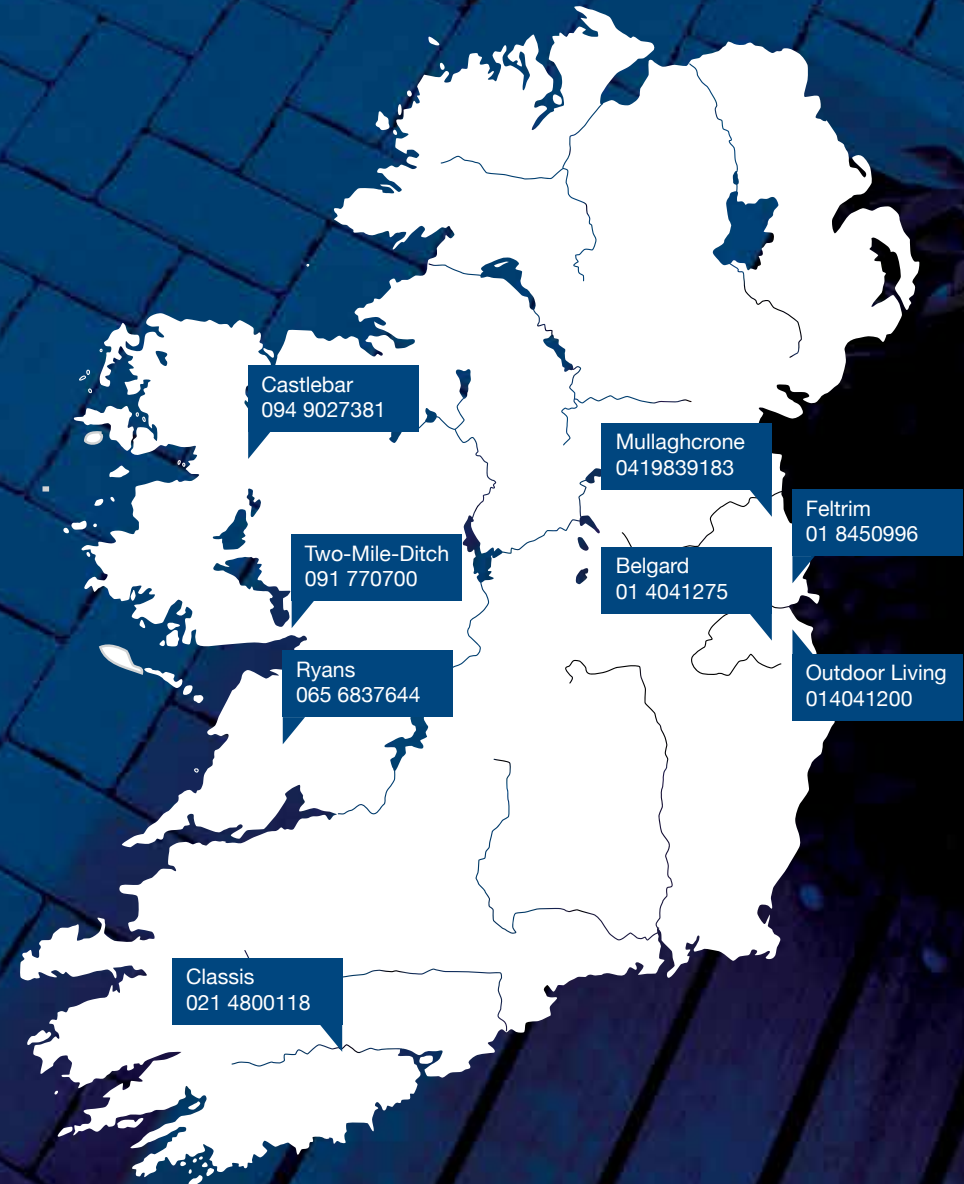 Castlebar
094 9027381
Mullaghcrone
0419839183
Feltrim
01 8450996
Two-Mile-Ditch
091 770700
Belgard
01 4041275
Ryans
065 6837644
Outdoor Living
014041200
Classis
021 4800118